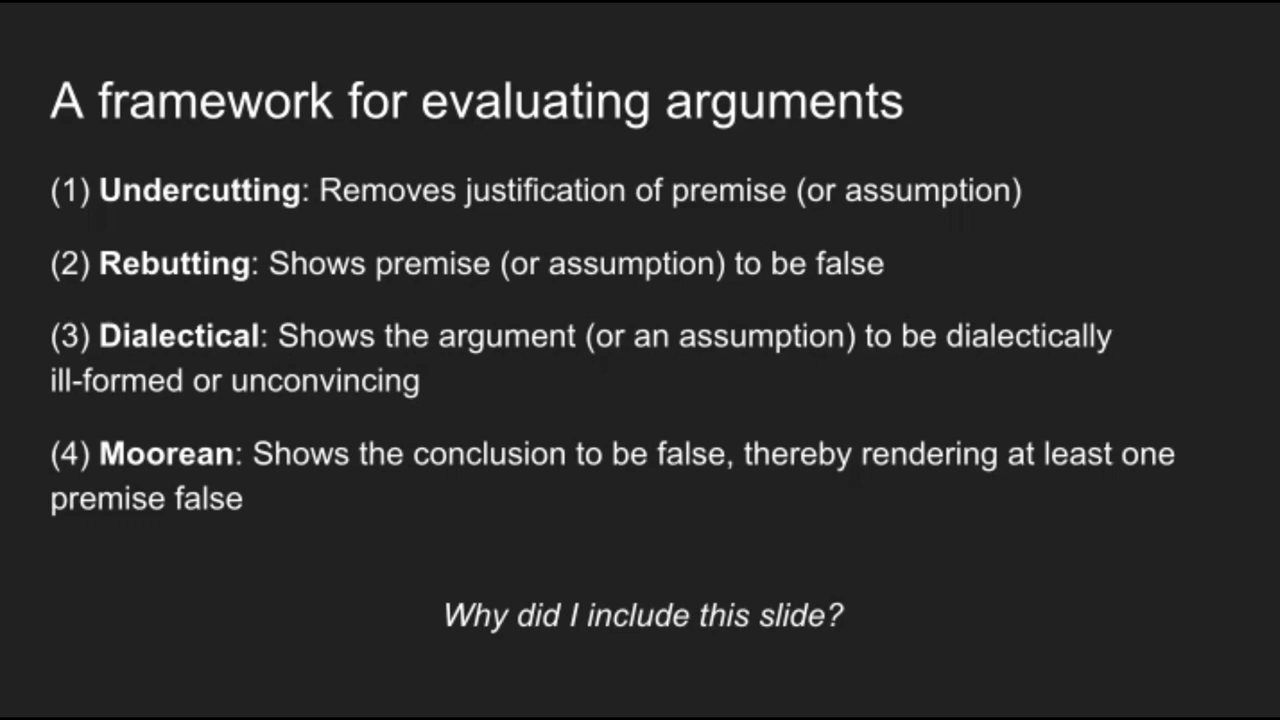 A framework for evaluating arguments
(1) Undercutting: Removes justification of premise (or assumption)
(2) Rebutting: Shows premise (or assumption) to be false
(3) Dialectical: Shows the argument (or an assumption) to be dialectically
ill-formed or unconvincing
(4) Moorean: Shows the conclusion to be false, thereby rendering at least one
premise false
Why did I include this slide?